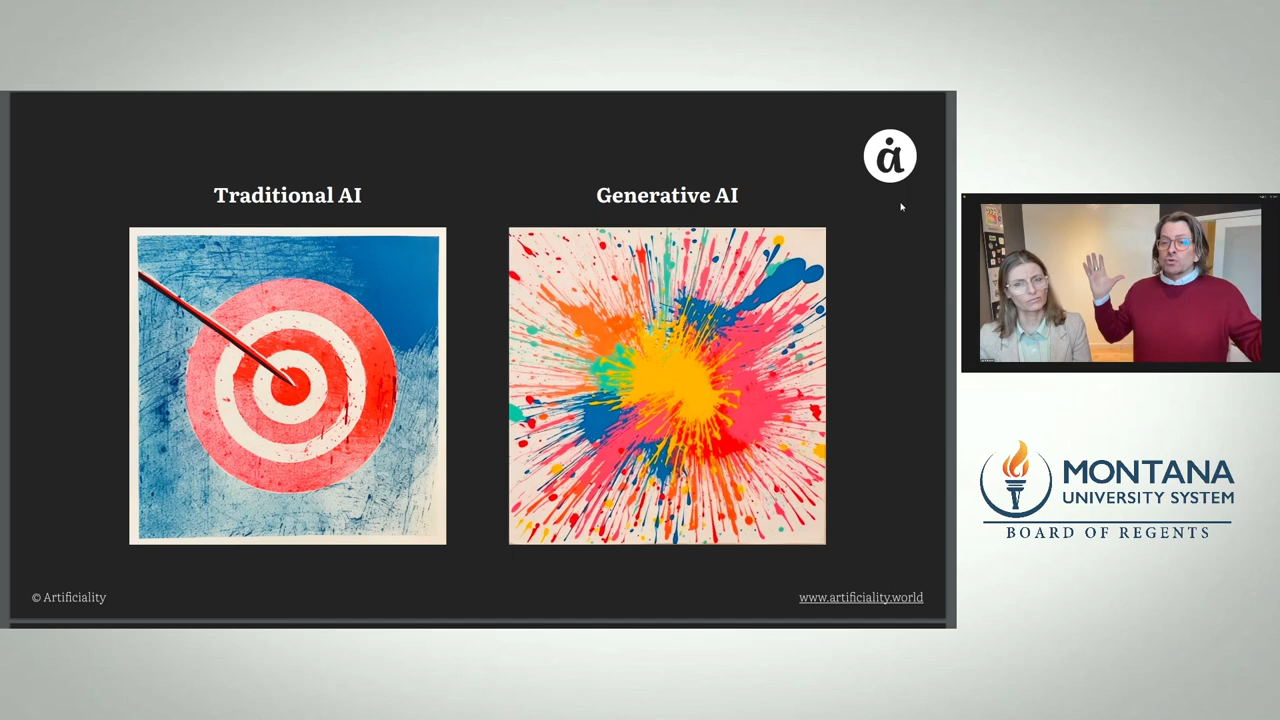 Traditional AI
Generative AI
© Artificiality
www.artificiality.world
MONTANA
UNIVERSITY SYSTEM
BOARD OF REGENTS